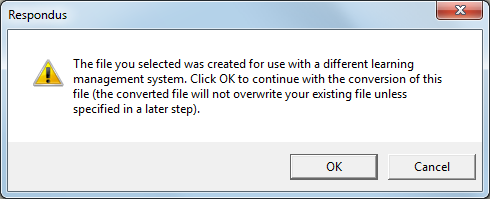 Respondus
The file you selected was created for use with a different learning
management system. Click OK to continue with the conversion of this
file (the converted file will not overwrite your existing file unless
specified in a later step).
OK
Cancel